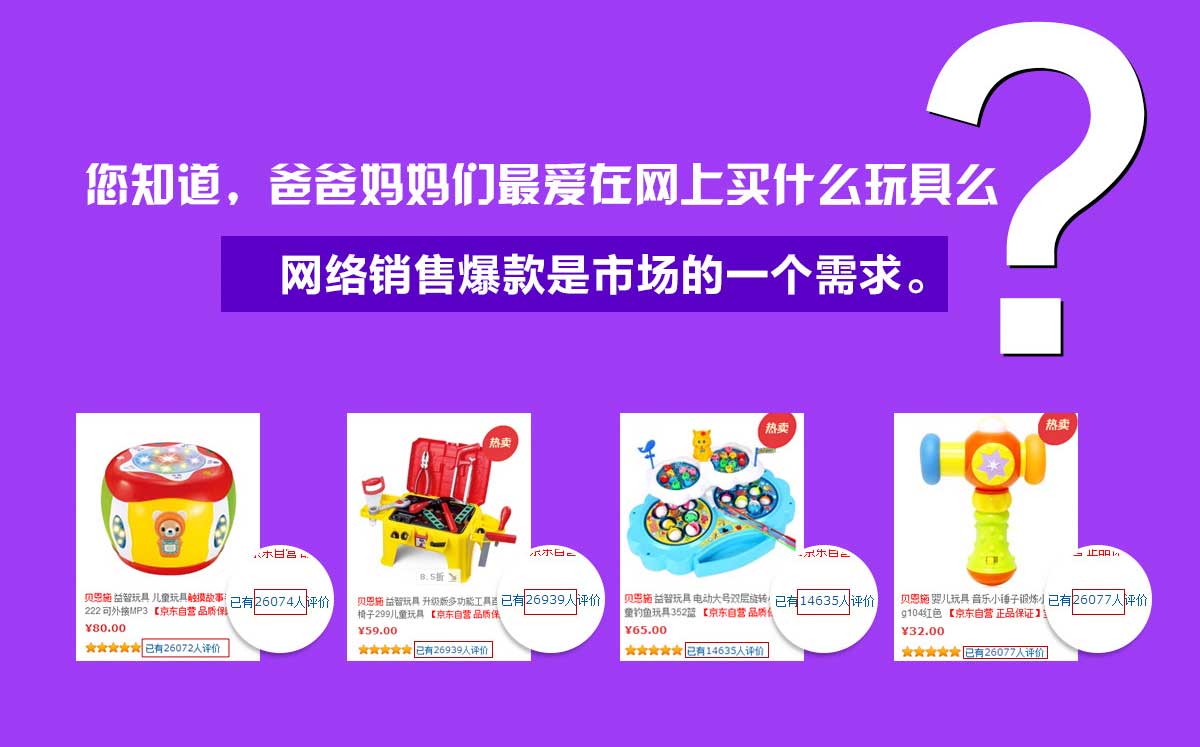 您知道，爸爸妈妈们最爱在网上买什么玩具么
?
网络销售爆款是市场的一个需求。
贝恩施 益智玩具 儿童玩具触摸故事
222 可外接MP3 【京东自营 品质保
¥80.00
已有26072人评价
京东自营
已有26074人评价
热卖
8.5折
贝恩施 益智玩具 升级版多功能工具
椅子299儿童玩具 【京东自营 品质保
¥59.00
已有26939人评价
京东自营
已有26939人评价
热卖
贝恩施 益智玩具 电动大号双层旋转
童钓鱼玩具352蓝 【京东自营 品质
¥65.00
已有14635人评价
京东自营
已有14635人评价
热卖
贝恩施 婴儿玩具 音乐小锤子锻炼小
g104红色 【京东自营 正品保证】
¥32.00
已有26077人评价
营 正品保
已有26077人评价